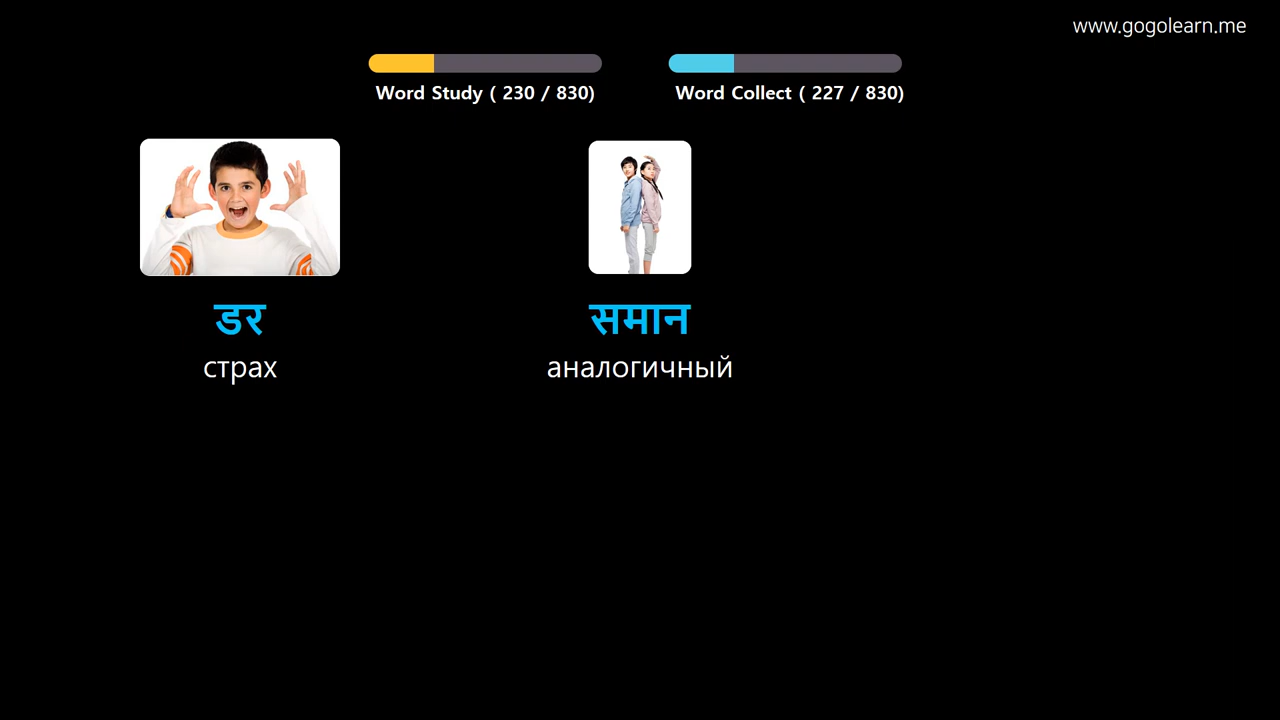 www.gogolearn.me
Word Study ( 230 / 830)
Word Collect ( 227 / 830)
डर
समान
страх
аналогичный